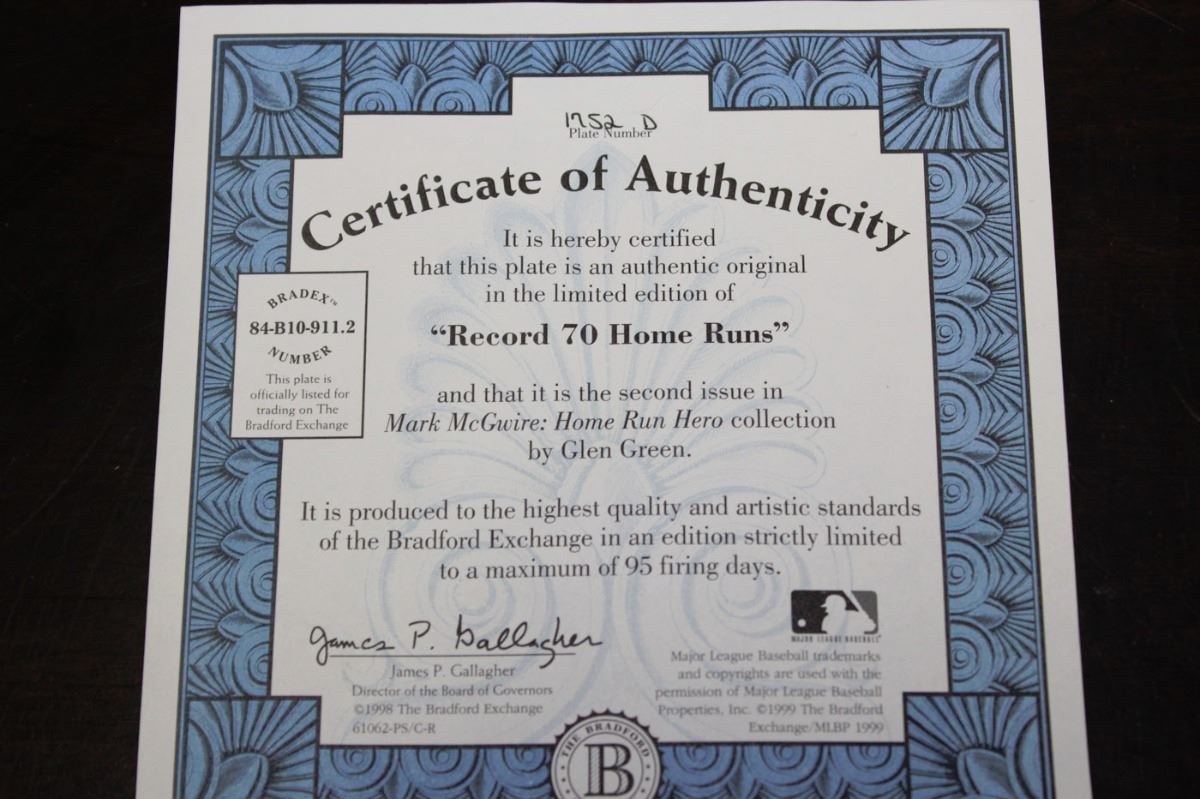 1752 D
Plate Number
Certificate of Authenticity
It is hereby certified
that this plate is an authentic original
in the limited edition of
“Record 70 Home Runs”
and that it is the second issue in
Mark McGwire: Home Run Hero collection
by Glen Green.
BRADEX™
84-B10-911.2
NUMBER
This plate is
officially listed for
trading on The
Bradford Exchange
It is produced to the highest quality and artistic standards
of the Bradford Exchange in an edition strictly limited
to a maximum of 95 firing days.
James P. Gallagher
James P. Gallagher
Director of the Board of Governors
©1998 The Bradford Exchange
61062-PS/C-R
MAJOR LEAGUE BASEBALL
Major League Baseball trademarks
and copyrights are used with the
permission of Major League Baseball
Properties, Inc. ©1999 The Bradford
Exchange/MLBP 1999
THE BRADFORD
B